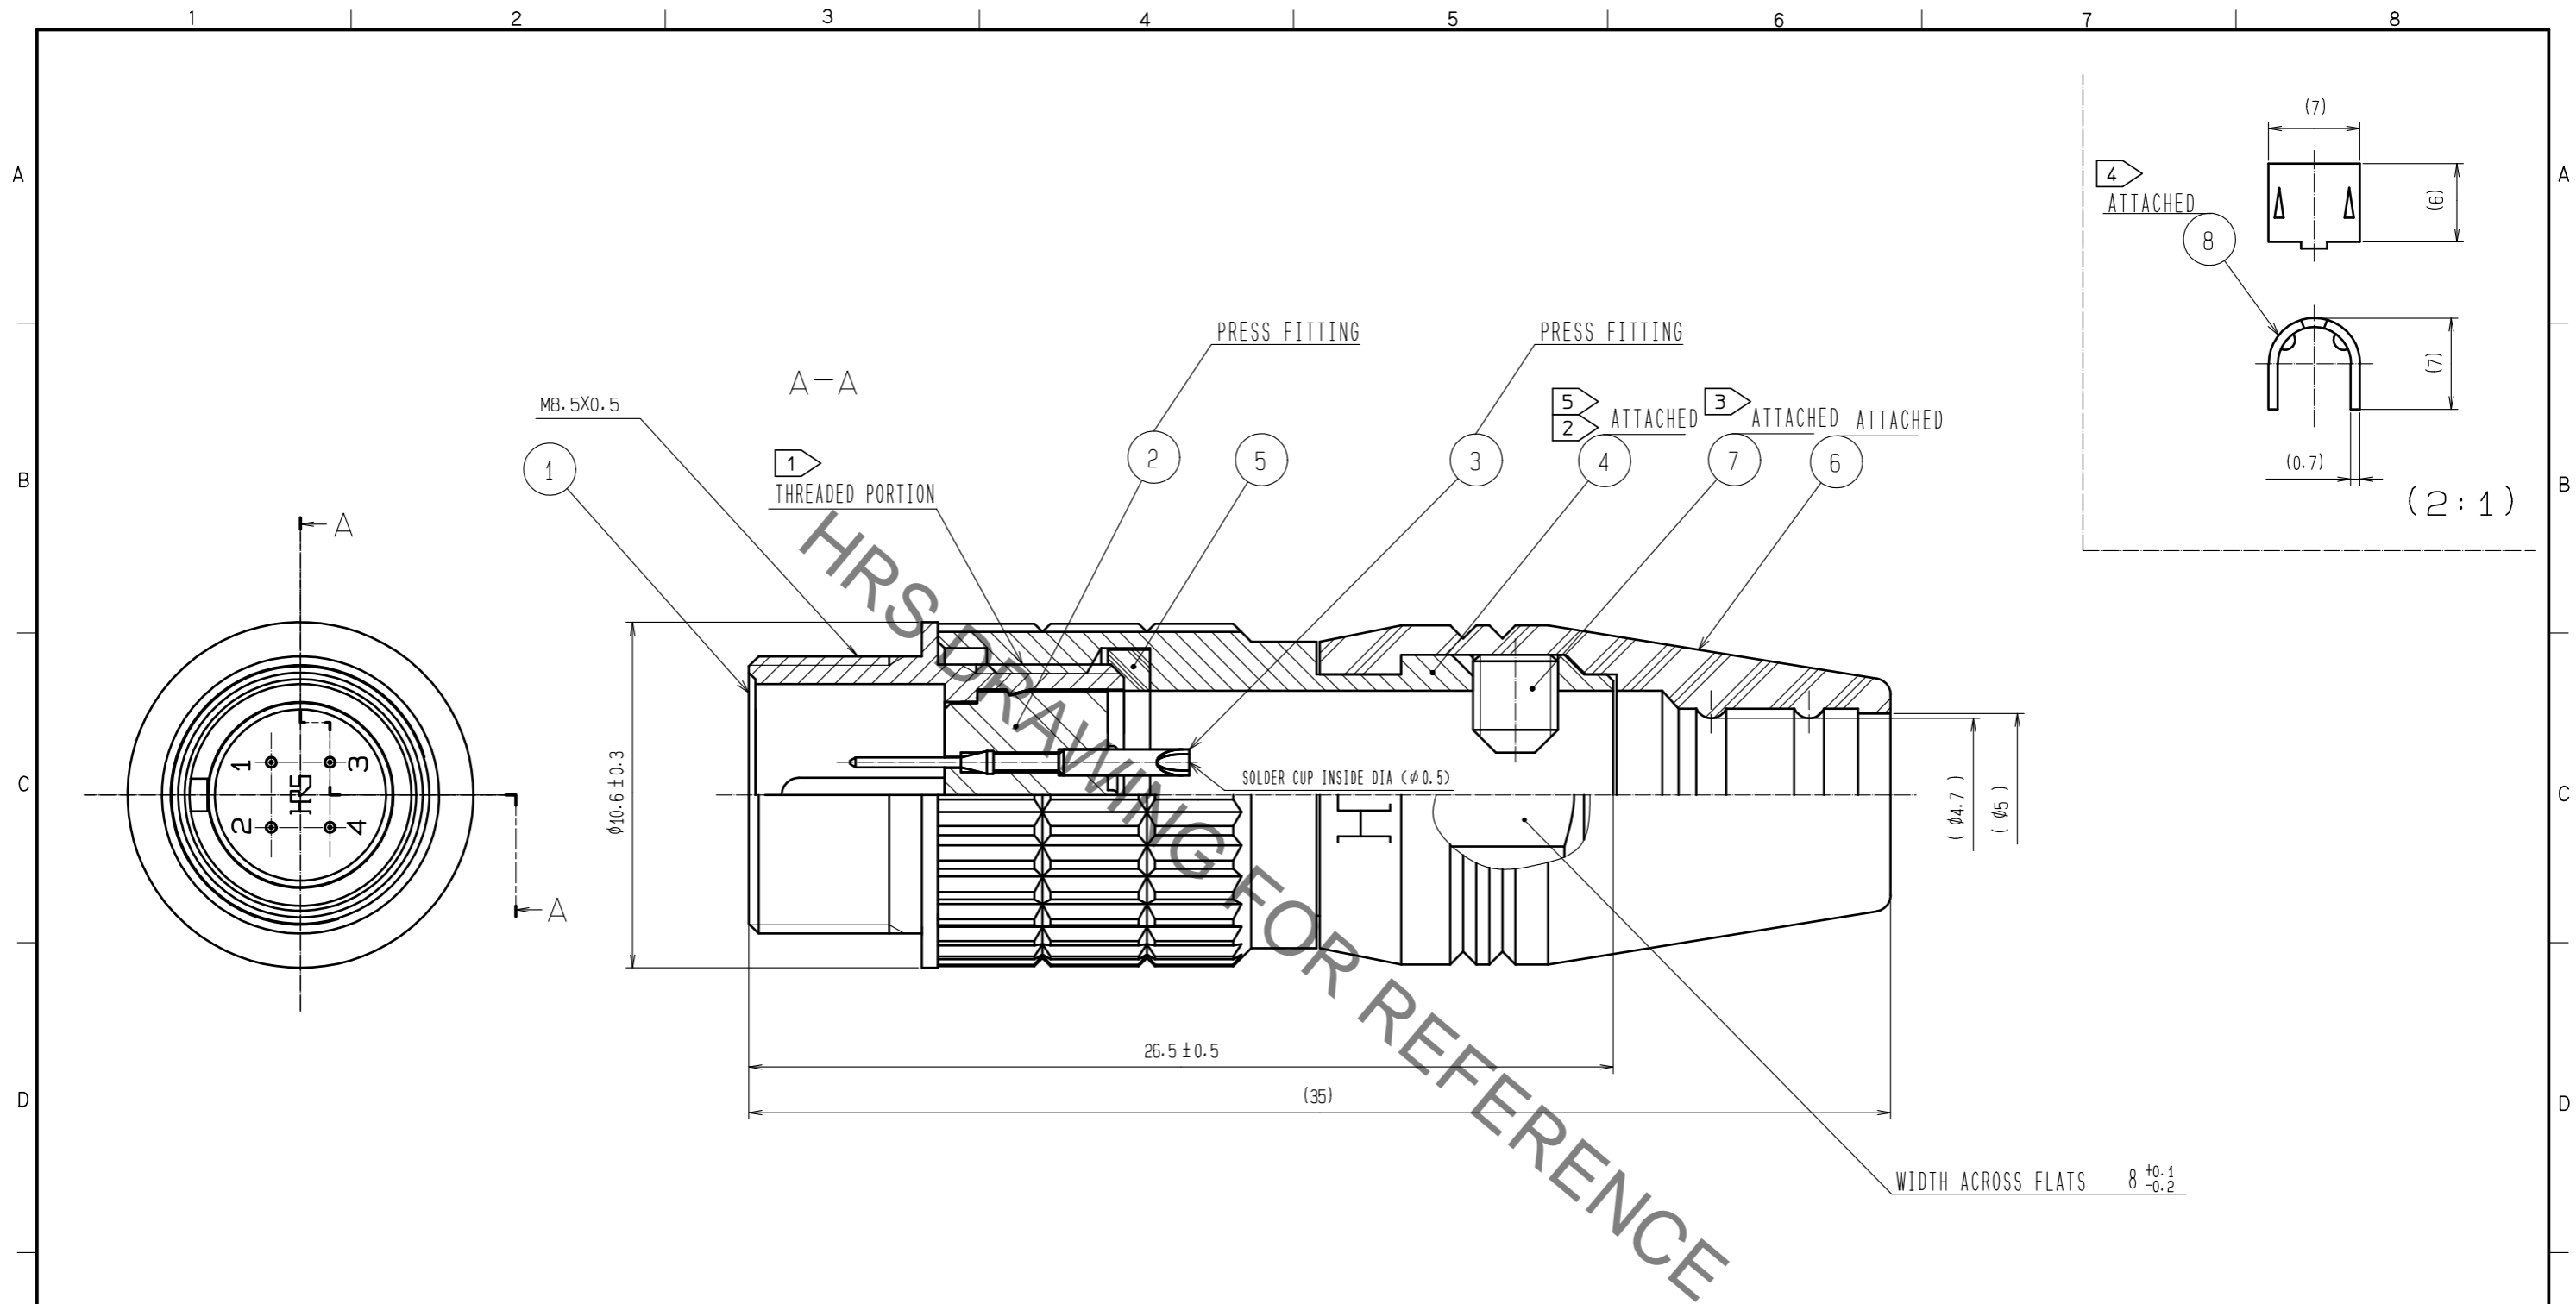 1 2 3 4 5 6 7 8
A A
(7)
4
ATTACHED
(6)
8
PRESS FITTING
PRESS FITTING
(7)
A-A
M8.5X0.5
5
2
ATTACHED
3
ATTACHED
ATTACHED
1
2
5
3
4
7
6
(0.7)
B B
1
THREADED PORTION
(2:1)
A
HRS DRAWING FOR REFERENCE
1 3
HRS
2 4
φ10.6±0.3
SOLDER CUP INSIDE DIA (φ0.5)
H
(φ4.7)
(φ5)
C C
A
26.5±0.5
(35)
D D
WIDTH ACROSS FLATS 8 +0.1 -0.2